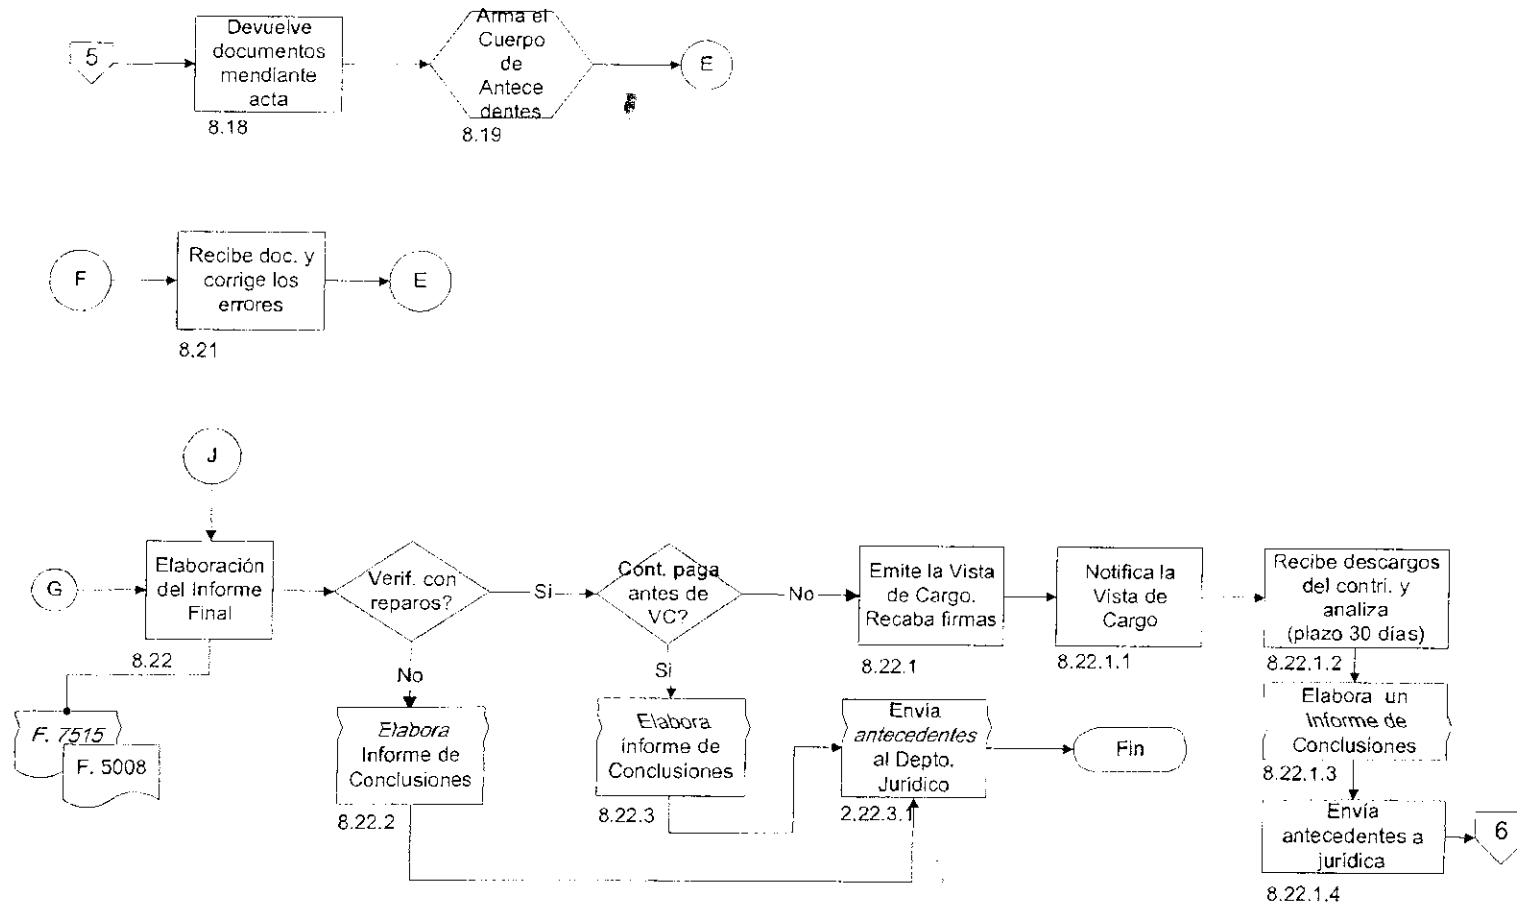 5
Devuelve
documentos
mendiante
acta
8.18
Arma el
Cuerpo
de
Antece
dentes
8.19
E
F
Recibe doc. y
corrige los
errores
8.21
E
J
G
Elaboración
del Informe
Final
8.22
F. 7515
F. 5008
Verif. con
reparos?
Si
No
Elabora
Informe de
Conclusiones
8.22.2
Cont. paga
antes de
VC?
No
Si
Elabora
informe de
Conclusiones
8.22.3
Emite la Vista
de Cargo.
Recaba firmas
8.22.1
Notifica la
Vista de
Cargo
8.22.1.1
Recibe descargos
del contri. y
analiza
(plazo 30 días)
8.22.1.2
Envía
antecedentes
al Depto.
Jurídico
2.22.3.1
Fin
Elabora un
Informe de
Conclusiones
8.22.1.3
Envía
antecedentes a
jurídica
8.22.1.4
6